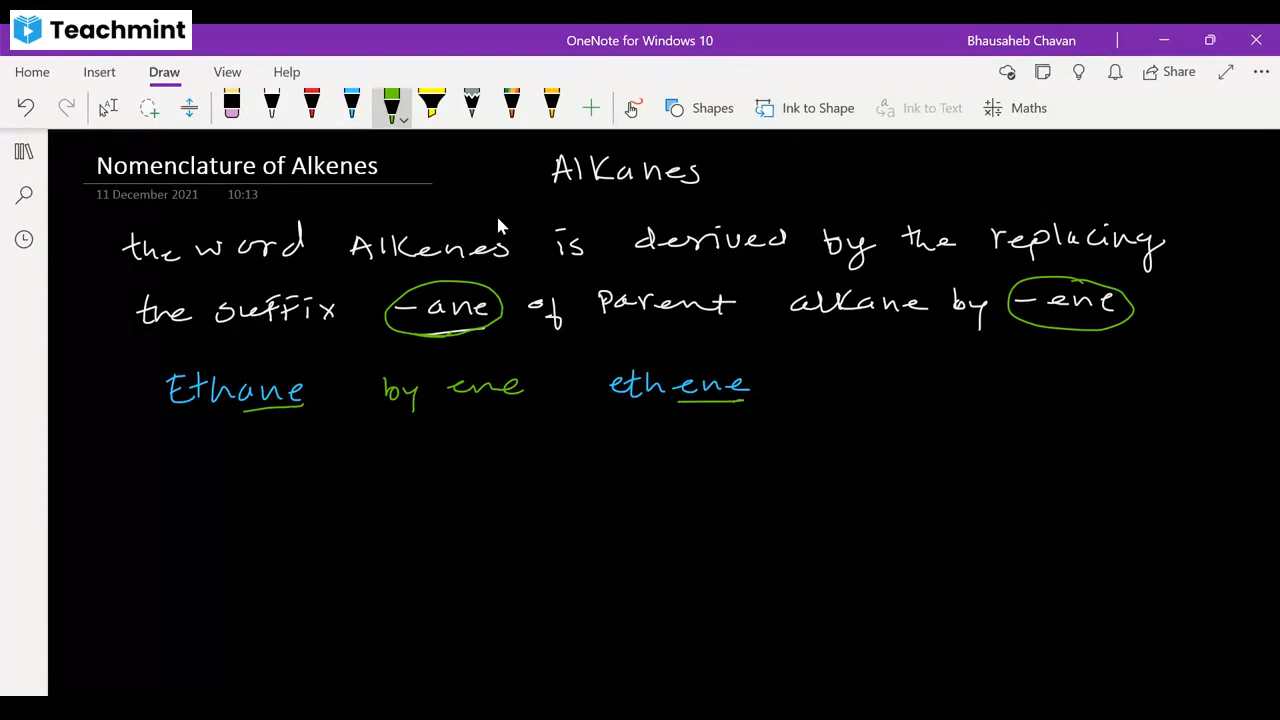 Teachmint
OneNote for Windows 10
Bhausaheb Chavan
Home Insert Draw View Help
Share
Shapes Ink to Shape Ink to Text Maths
Nomenclature of Alkenes
Alkanes
11 December 2021 10:13
the word Alkenes is derived by the replacing
the suffix -ane of parent alkane by -ene
Ethane by ene ethene